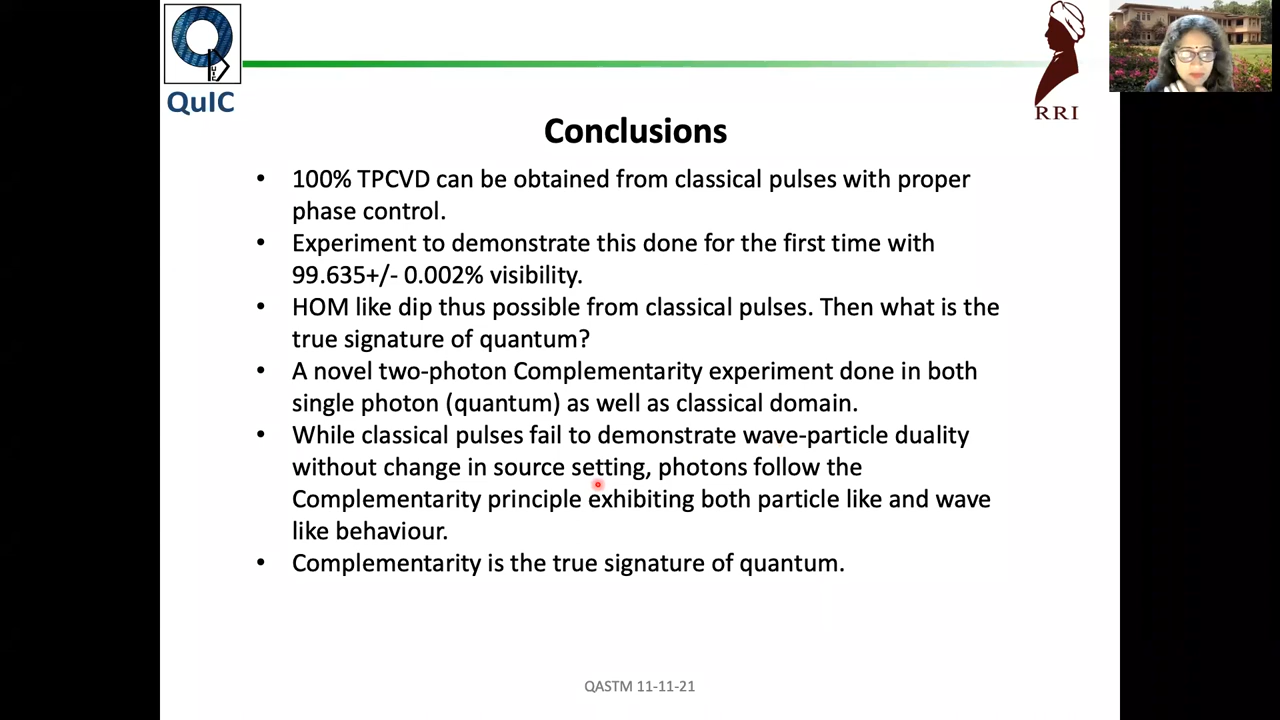 QuIC
RRI
Conclusions
• 100% TPCVD can be obtained from classical pulses with proper
phase control.
• Experiment to demonstrate this done for the first time with
99.635+/- 0.002% visibility.
• HOM like dip thus possible from classical pulses. Then what is the
true signature of quantum?
• A novel two-photon Complementarity experiment done in both
single photon (quantum) as well as classical domain.
• While classical pulses fail to demonstrate wave-particle duality
without change in source setting, photons follow the
Complementarity principle exhibiting both particle like and wave
like behaviour.
• Complementarity is the true signature of quantum.
QASTM 11-11-21